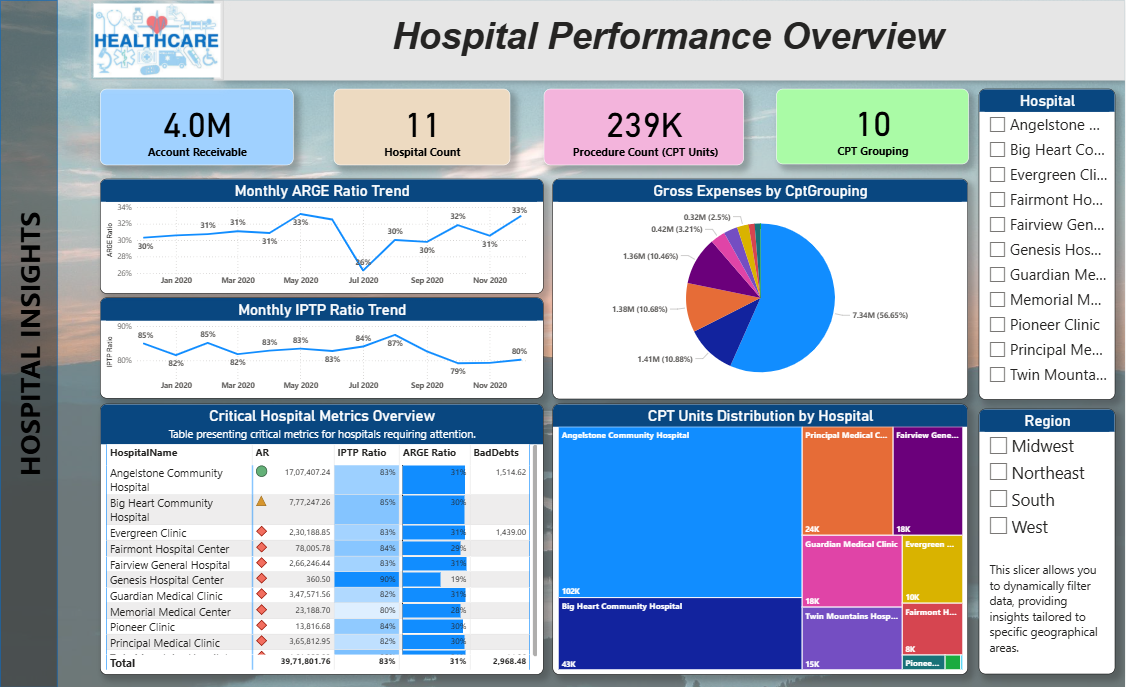 HEALTHCARE
Hospital Performance Overview
HOSPITAL INSIGHTS
4.0M
Account Receivable
11
Hospital Count
239K
Procedure Count (CPT Units)
10
CPT Grouping
Monthly ARGE Ratio Trend
ARGE Ratio
34%
32%
30%
28%
26%
30%
31%
31%
31%
33%
26%
30%
30%
32%
31%
33%
Jan 2020
Mar 2020
May 2020
Jul 2020
Sep 2020
Nov 2020
Monthly IPTP Ratio Trend
IPTP Ratio
90%
80%
85%
82%
85%
82%
83%
83%
83%
84%
87%
79%
80%
Jan 2020
Mar 2020
May 2020
Jul 2020
Sep 2020
Nov 2020
Gross Expenses by CptGrouping
0.32M (2.5%)
0.42M (3.21%)
1.36M (10.46%)
1.38M (10.68%)
1.41M (10.88%)
7.34M (56.65%)
Critical Hospital Metrics Overview
Table presenting critical metrics for hospitals requiring attention.
HospitalName AR IPTP Ratio ARGE Ratio BadDebts
Angelstone Community 17,07,407.24 83% 31% 1,514.62
Hospital
Big Heart Community 7,77,247.26 85% 30%
Hospital
Evergreen Clinic 2,30,188.85 83% 31% 1,439.00
Fairmont Hospital Center 78,005.78 84% 29%
Fairview General Hospital 2,66,246.44 83% 31%
Genesis Hospital Center 360.50 90% 19%
Guardian Medical Clinic 3,47,571.56 82% 31%
Memorial Medical Center 23,188.70 80% 28%
Pioneer Clinic 13,816.68 84% 30%
Principal Medical Clinic 3,65,812.95 82% 30%
Total 39,71,801.76 83% 31% 2,968.48
CPT Units Distribution by Hospital
Angelstone Community Hospital
102K
Big Heart Community Hospital
43K
Principal Medical C...
24K
Fairview Gene...
18K
Guardian Medical Clinic
18K
Evergreen ...
10K
Twin Mountains Hosp...
15K
Fairmont H...
8K
Pionee...
Hospital
Angelstone ...
Big Heart Co...
Evergreen Cli...
Fairmont Ho...
Fairview Gen...
Genesis Hos...
Guardian Me...
Memorial M...
Pioneer Clinic
Principal Me...
Twin Mounta...
Region
Midwest
Northeast
South
West
This slicer allows you
to dynamically filter
data, providing
insights tailored to
specific geographical
areas.